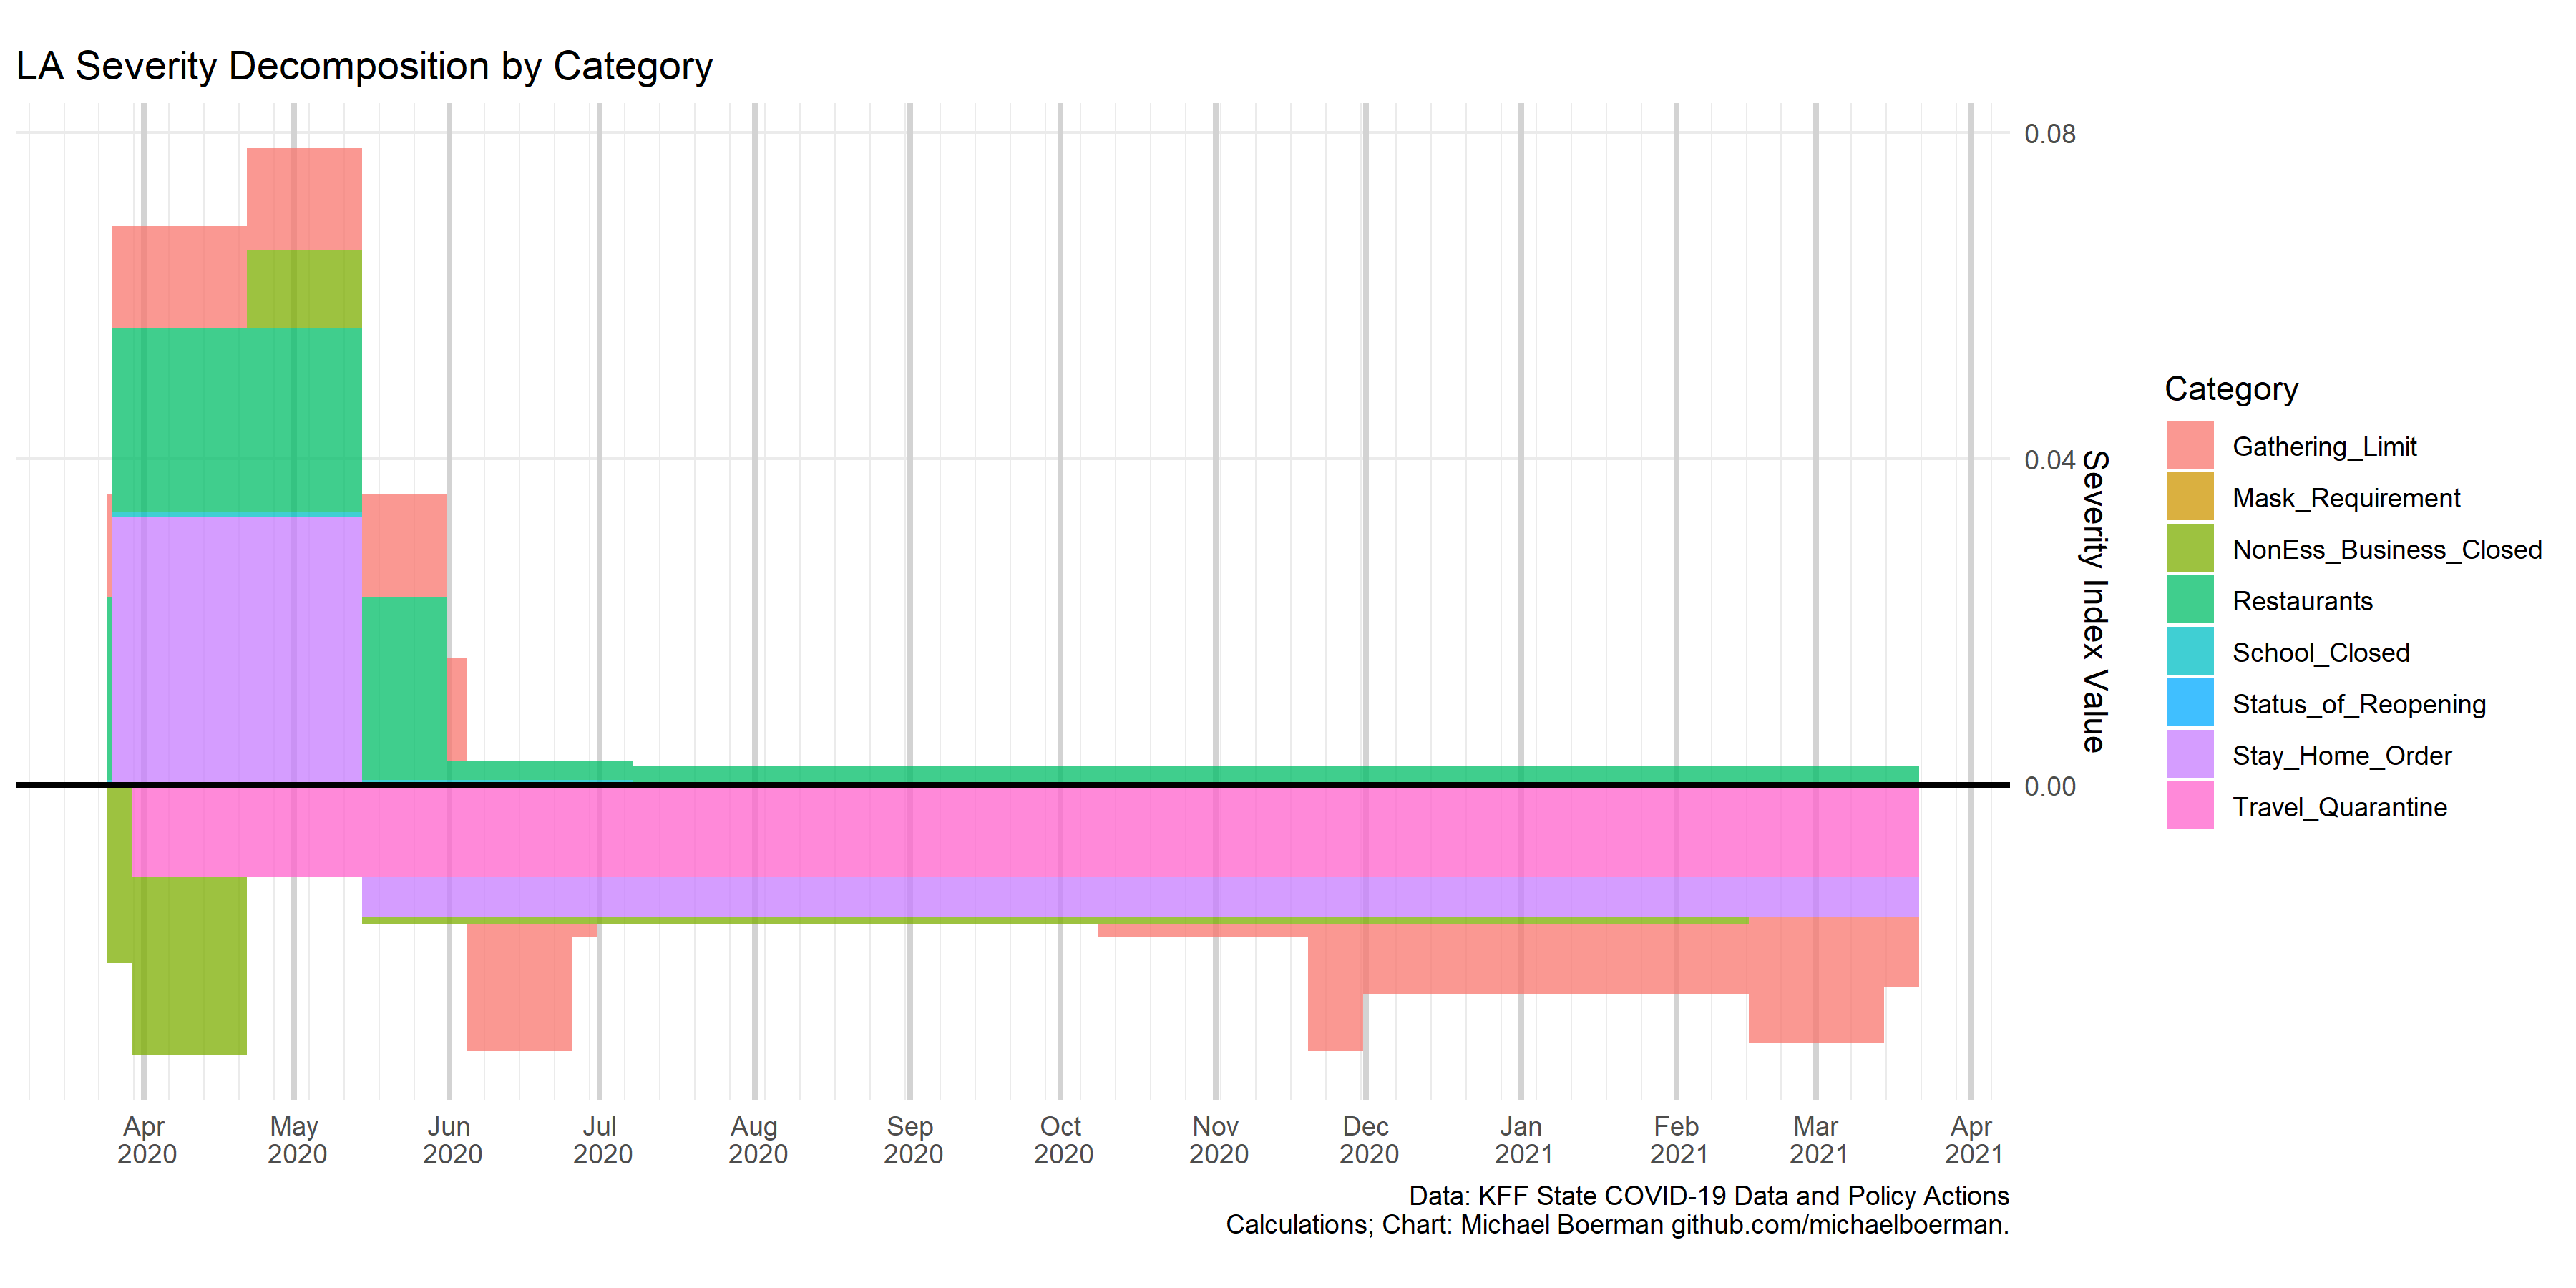 LA Severity Decomposition by Category
0.08
0.04
0.00
Severity Index Value
Category
Gathering_Limit
Mask_Requirement
NonEss_Business_Closed
Restaurants
School_Closed
Status_of_Reopening
Stay_Home_Order
Travel_Quarantine
Apr May Jun Jul Aug Sep Oct Nov Dec Jan Feb Mar Apr
2020 2020 2020 2020 2020 2020 2020 2020 2020 2021 2021 2021 2021
Data: KFF State COVID-19 Data and Policy Actions
Calculations; Chart: Michael Boerman github.com/michaelboerman.